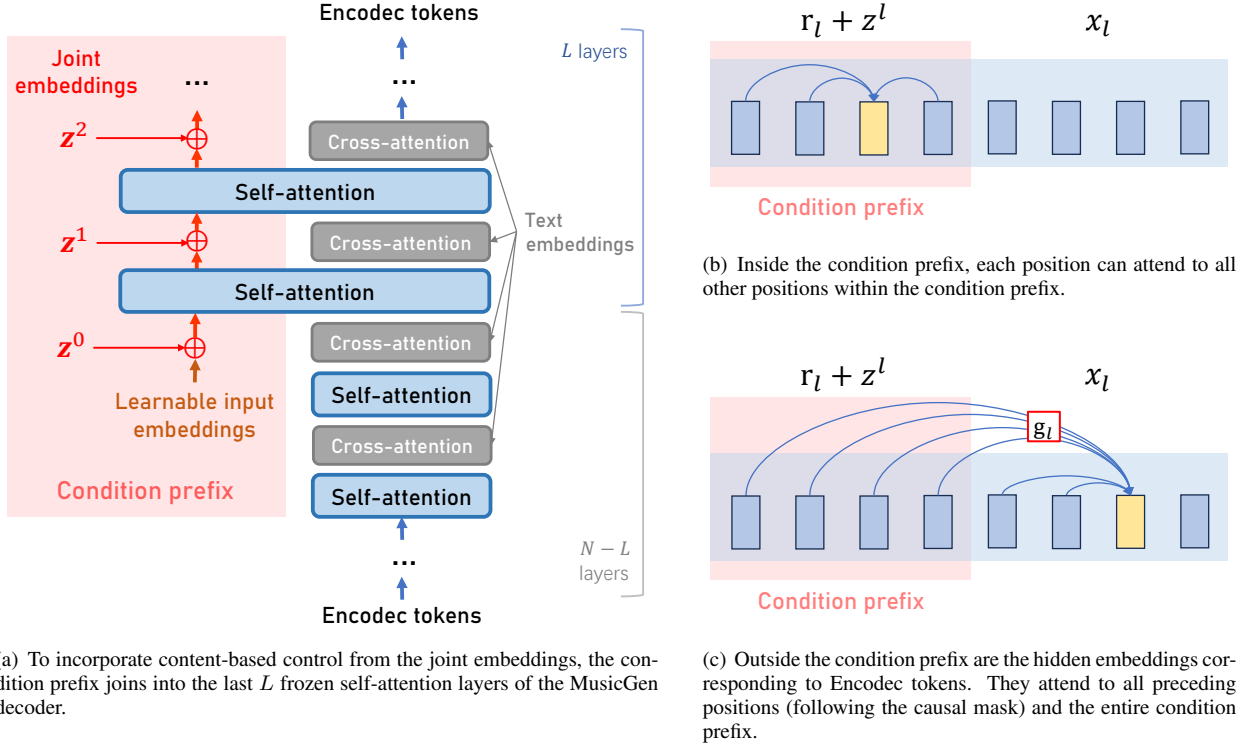 Encodec tokens
Joint
embeddings
...
...
L layers
z²
Cross-attention
Self-attention
z¹
Cross-attention
Text
embeddings
Self-attention
z⁰
Cross-attention
Learnable input
embeddings
Self-attention
Cross-attention
Condition prefix
Self-attention
...
N − L
layers
Encodec tokens
(a) To incorporate content-based control from the joint embeddings, the con-
dition prefix joins into the last L frozen self-attention layers of the MusicGen
decoder.
r_l + z^l
x_l
Condition prefix
(b) Inside the condition prefix, each position can attend to all
other positions within the condition prefix.
r_l + z^l
x_l
g_l
Condition prefix
(c) Outside the condition prefix are the hidden embeddings cor-
responding to Encodec tokens. They attend to all preceding
positions (following the causal mask) and the entire condition
prefix.